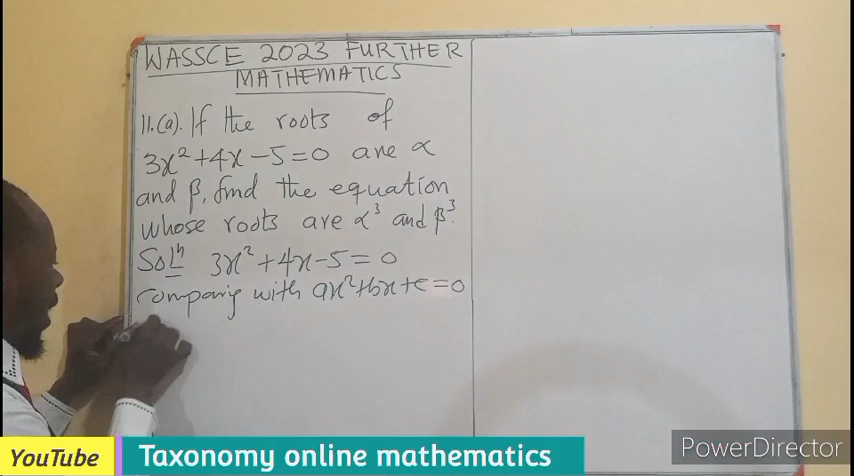 WASSCE 2023 FURTHER
MATHEMATICS
11.(a). If the roots of
3x² + 4x - 5 = 0 are α
and β, find the equation
whose roots are α³ and β³.
Solⁿ 3x² + 4x - 5 = 0
comparing with ax² + bx + c = 0
YouTube Taxonomy online mathematics
PowerDirector